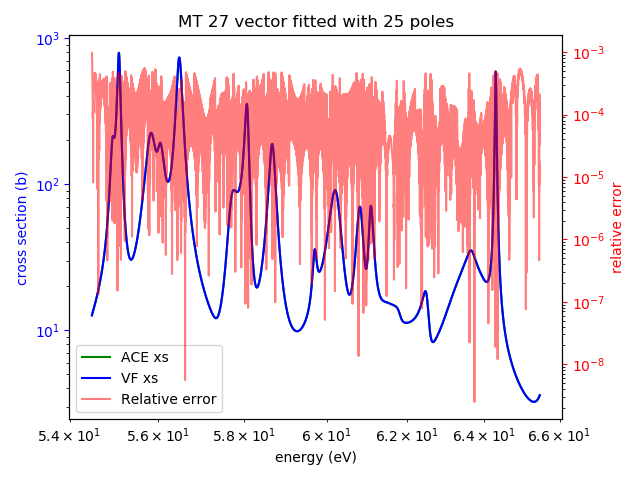 MT 27 vector fitted with 25 poles
10³
10²
10¹
cross section (b)
10⁻³
10⁻⁴
10⁻⁵
10⁻⁶
10⁻⁷
10⁻⁸
relative error
ACE xs
VF xs
Relative error
5.4 × 10¹ 5.6 × 10¹ 5.8 × 10¹ 6 × 10¹ 6.2 × 10¹ 6.4 × 10¹ 6.6 × 10¹
energy (eV)